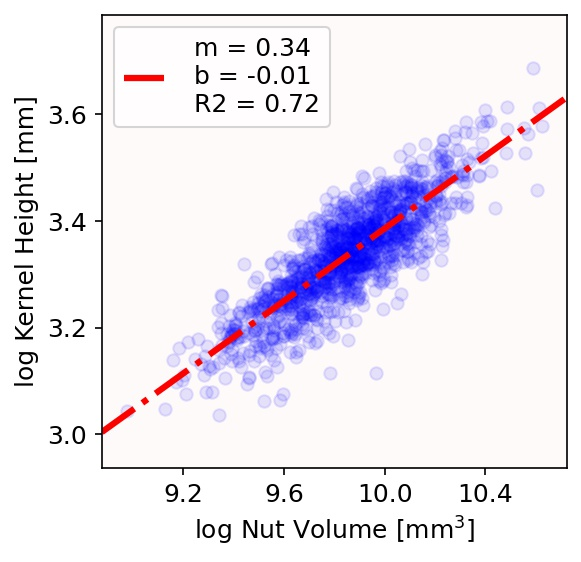 m = 0.34
b = -0.01
R2 = 0.72
log Kernel Height [mm]
3.6
3.4
3.2
3.0
9.2 9.6 10.0 10.4
log Nut Volume [mm³]